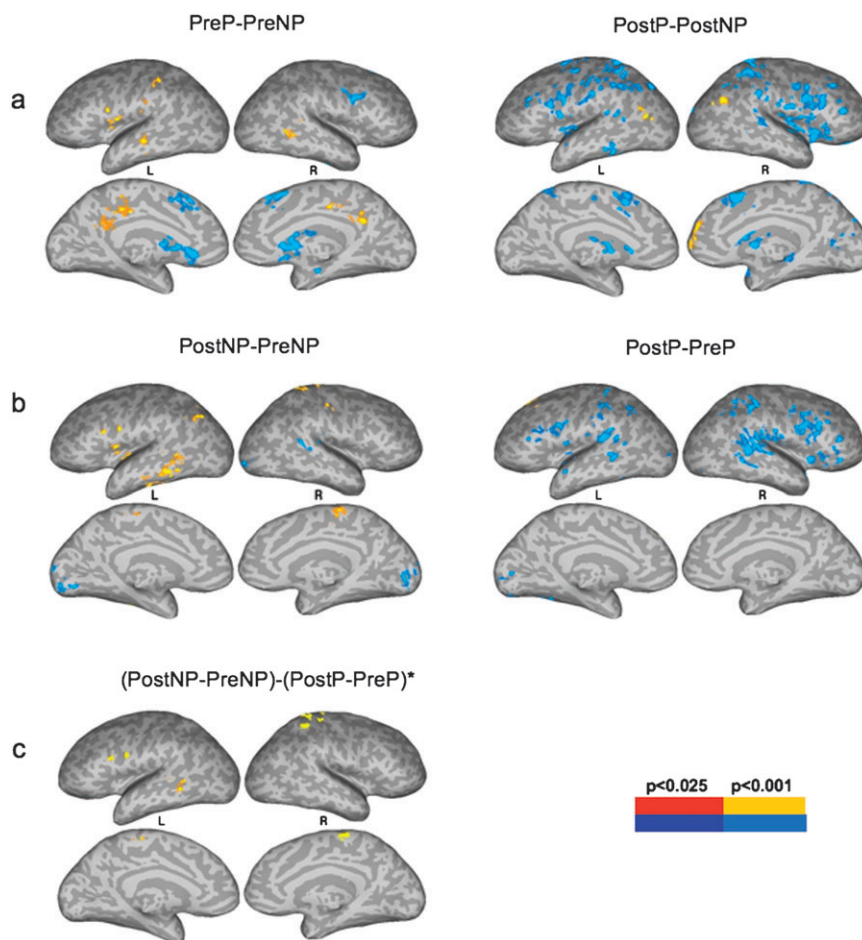 PreP-PreNP
PostP-PostNP
a
L
R
L
R
PostNP-PreNP
PostP-PreP
b
L
R
L
R
(PostNP-PreNP)-(PostP-PreP)*
c
L
R
p<0.025 p<0.001